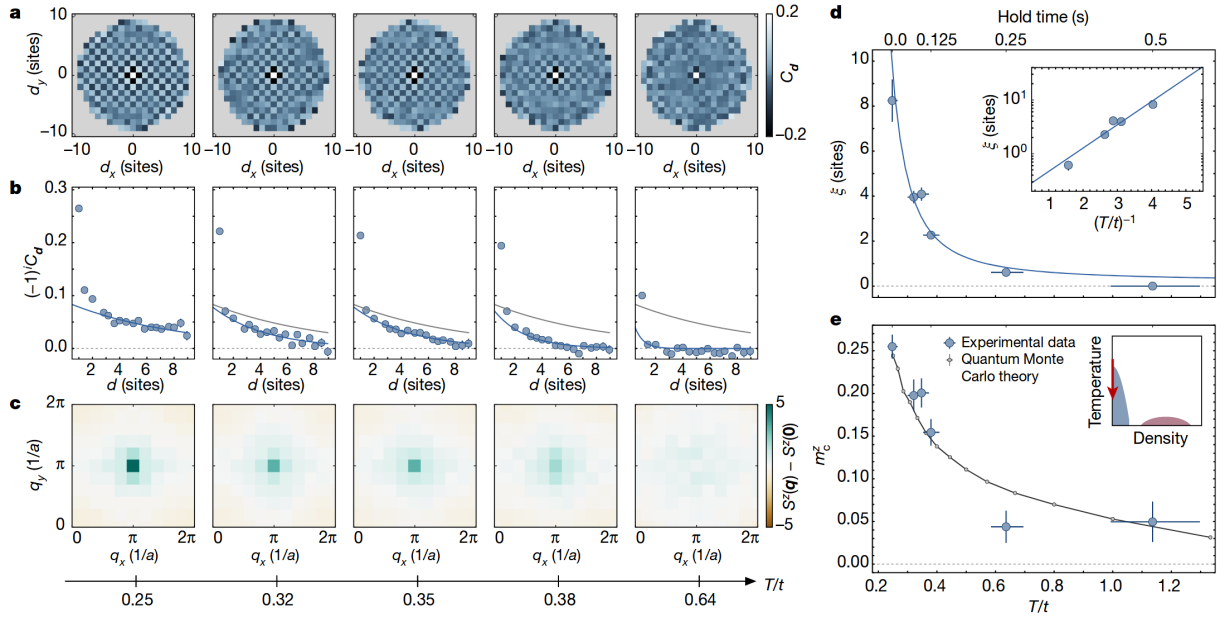 a
d_y (sites)
10
0
−10
−10 0 10
−10 0 10
−10 0 10
−10 0 10
−10 0 10
d_x (sites)
d_x (sites)
d_x (sites)
d_x (sites)
d_x (sites)
0.2
C_d
−0.2
b
(−1)^i C_d
0.3
0.2
0.1
0.0
2 4 6 8
2 4 6 8
2 4 6 8
2 4 6 8
2 4 6 8
d (sites)
d (sites)
d (sites)
d (sites)
d (sites)
c
q_y (1/a)
2π
π
0
0 π 2π
0 π 2π
0 π 2π
0 π 2π
0 π 2π
q_x (1/a)
q_x (1/a)
q_x (1/a)
q_x (1/a)
q_x (1/a)
5
S^z(q) − S^z(0)
−5
T/t
0.25 0.32 0.35 0.38 0.64
d
Hold time (s)
0.0 0.125 0.25 0.5
ξ (sites)
10
8
6
4
2
0
ξ (sites)
10^1
10^0
1 2 3 4 5
(T/t)^−1
e
m_c^z
0.25
0.20
0.15
0.10
0.05
0.00
Experimental data
Quantum Monte
Carlo theory
Temperature
Density
0.2 0.4 0.6 0.8 1.0 1.2
T/t